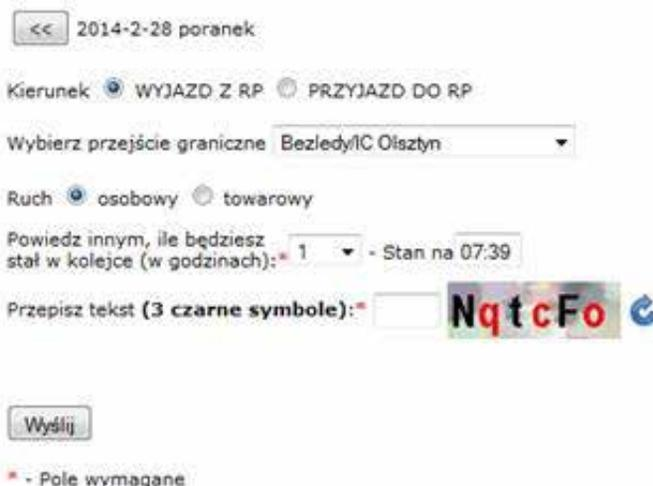 << 2014-2-28 poranek
Kierunek WYJAZD Z RP PRZYJAZD DO RP
Wybierz przejście graniczne Bezledy/IC Olsztyn
Ruch osobowy towarowy
Powiedz innym, ile będziesz
stał w kolejce (w godzinach):* 1 - Stan na 07:39
Przepisz tekst (3 czarne symbole):* NqtcFo
Wyślij
* - Pole wymagane